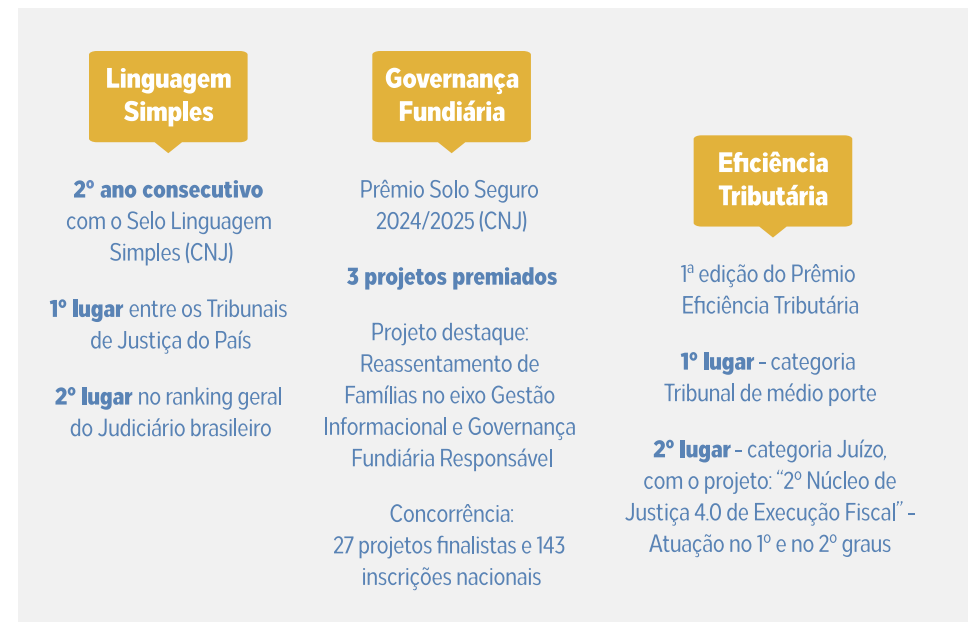 Linguagem
Simples
2º ano consecutivo
com o Selo Linguagem
Simples (CNJ)
1º lugar entre os Tribunais
de Justiça do País
2º lugar no ranking geral
do Judiciário brasileiro
Governança
Fundiária
Prêmio Solo Seguro
2024/2025 (CNJ)
3 projetos premiados
Projeto destaque:
Reassentamento de
Famílias no eixo Gestão
Informacional e Governança
Fundiária Responsável
Concorrência:
27 projetos finalistas e 143
inscrições nacionais
Eficiência
Tributária
1ª edição do Prêmio
Eficiência Tributária
1º lugar - categoria
Tribunal de médio porte
2º lugar - categoria Juízo,
com o projeto: “2º Núcleo de
Justiça 4.0 de Execução Fiscal” -
Atuação no 1º e no 2º graus